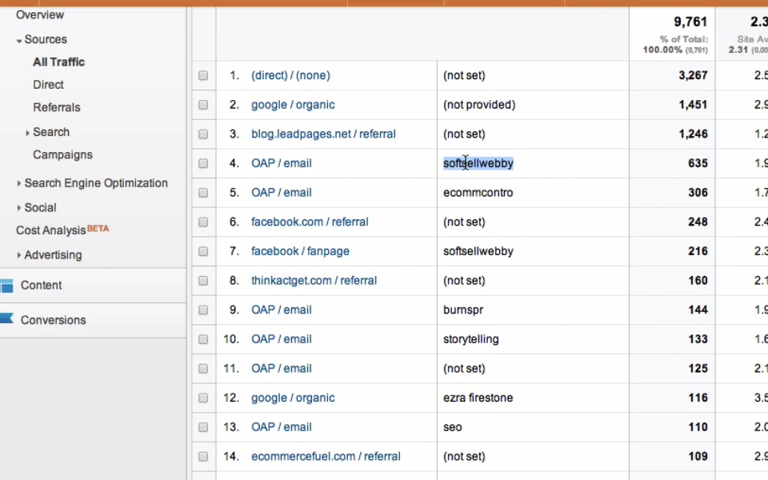 Overview
Sources
All Traffic
Direct
Referrals
Search
Campaigns
Search Engine Optimization
Social
Cost Analysis BETA
Advertising
Content
Conversions
9,761
% of Total:
100.00% (9,761)
2.3
Site Av
2.31
1. (direct) / (none) (not set) 3,267 2.5
2. google / organic (not provided) 1,451 2.9
3. blog.leadpages.net / referral (not set) 1,246 1.2
4. OAP / email softsellwebby 635 1.9
5. OAP / email ecommcontro 306 1.7
6. facebook.com / referral (not set) 248 2.4
7. facebook / fanpage softsellwebby 216 2.3
8. thinkactget.com / referral (not set) 160 2.1
9. OAP / email burnspr 144 1.9
10. OAP / email storytelling 133 1.6
11. OAP / email (not set) 125 2.1
12. google / organic ezra firestone 116 3.5
13. OAP / email seo 110 2.0
14. ecommercefuel.com / referral (not set) 109 2.9